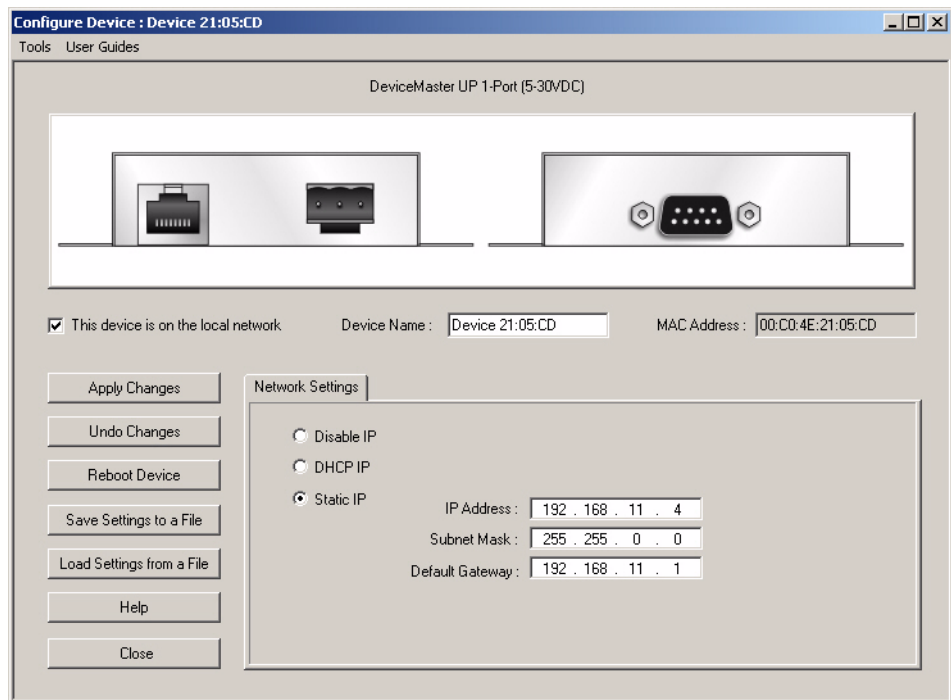 Configure Device : Device 21:05:CD
Tools User Guides
DeviceMaster UP 1-Port (5-30VDC)
This device is on the local network Device Name : Device 21:05:CD MAC Address : 00:C0:4E:21:05:CD
Apply Changes
Undo Changes
Reboot Device
Save Settings to a File
Load Settings from a File
Help
Close
Network Settings
Disable IP
DHCP IP
Static IP
IP Address : 192 . 168 . 11 . 4
Subnet Mask : 255 . 255 . 0 . 0
Default Gateway : 192 . 168 . 11 . 1